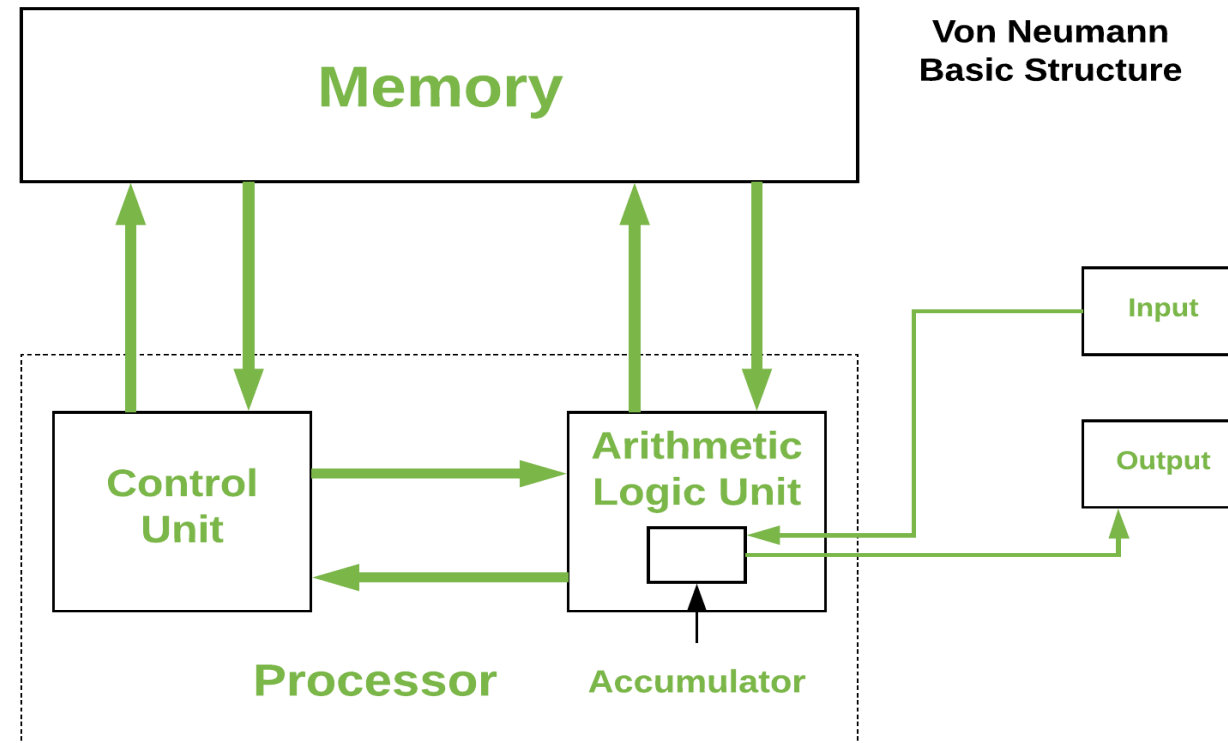 Von Neumann
Basic Structure
Memory
Input
Output
Control
Unit
Arithmetic
Logic Unit
Processor
Accumulator